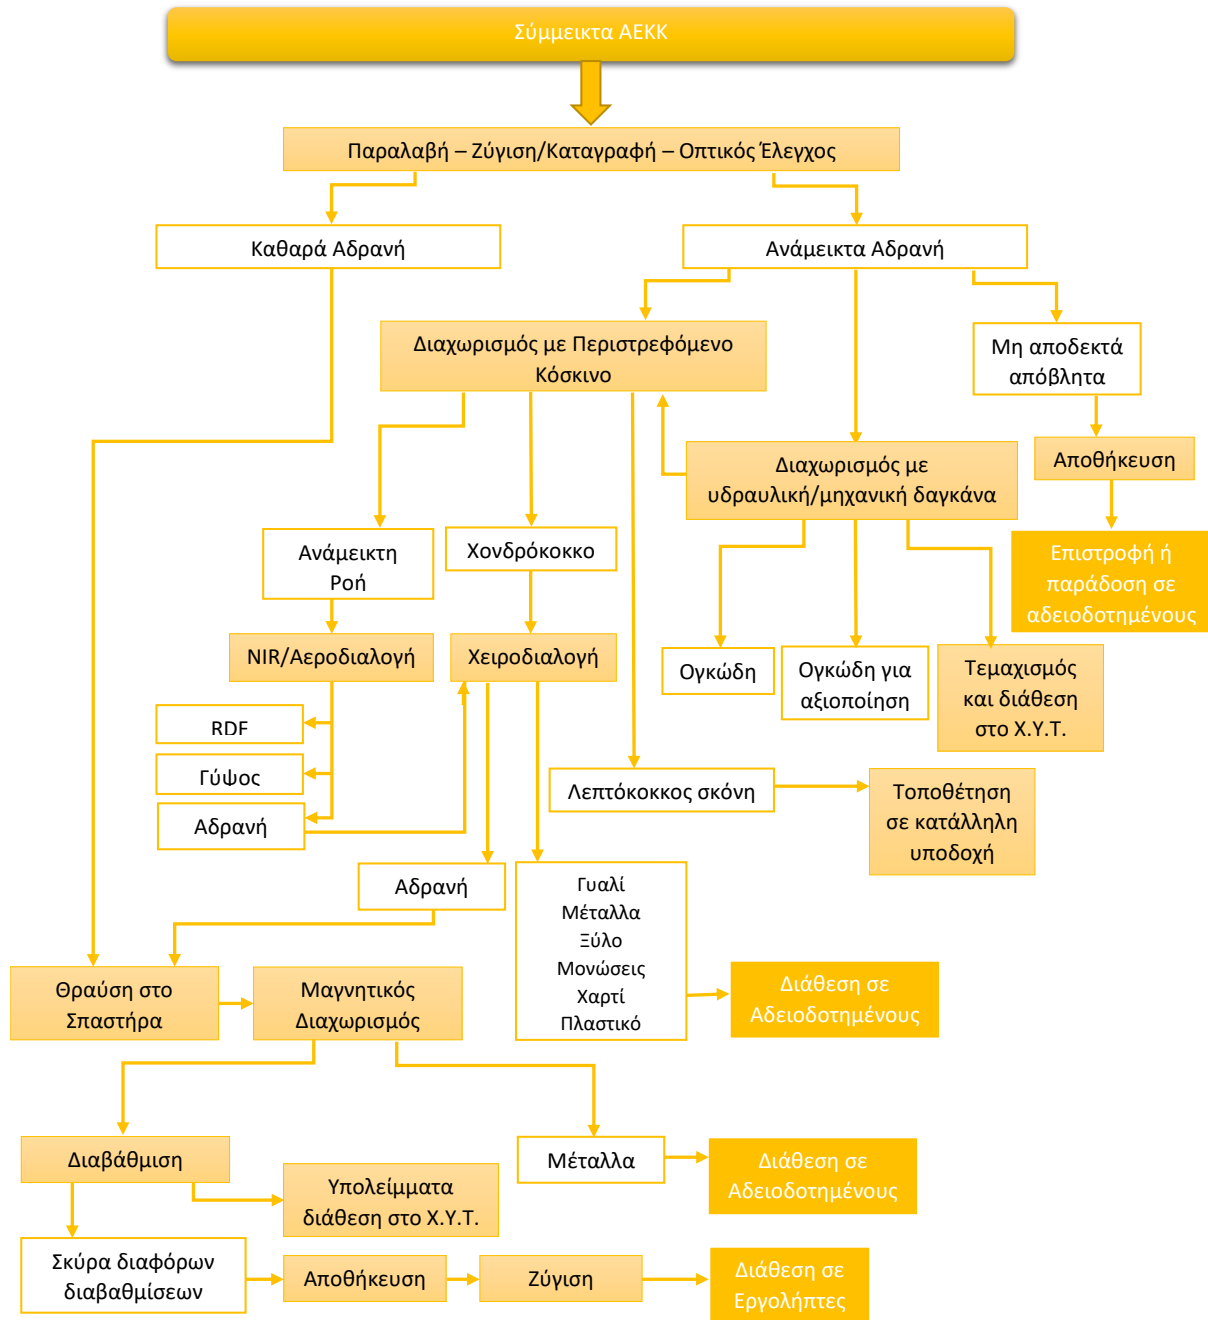 Σύμμεικτα ΑΕΚΚ
Παραλαβή – Ζύγιση/Καταγραφή – Οπτικός Έλεγχος
Καθαρά Αδρανή
Ανάμεικτα Αδρανή
Διαχωρισμός με Περιστρεφόμενο
Κόσκινο
Μη αποδεκτά
απόβλητα
Διαχωρισμός με
υδραυλική/μηχανική δαγκάνα
Αποθήκευση
Ανάμεικτη
Ροή
Χονδρόκοκκο
Επιστροφή ή
παράδοση σε
αδειοδοτημένους
NIR/Αεροδιαλογή
Χειροδιαλογή
Ογκώδη
Ογκώδη για
αξιοποίηση
Τεμαχισμός
και διάθεση
στο Χ.Υ.Τ.
RDF
Γύψος
Αδρανή
Λεπτόκοκκος σκόνη
Τοποθέτηση
σε κατάλληλη
υποδοχή
Αδρανή
Γυαλί
Μέταλλα
Ξύλο
Μονώσεις
Χαρτί
Πλαστικό
Διάθεση σε
Αδειοδοτημένους
Θραύση στο
Σπαστήρα
Μαγνητικός
Διαχωρισμός
Διαβάθμιση
Υπολείμματα
διάθεση στο Χ.Υ.Τ.
Μέταλλα
Διάθεση σε
Αδειοδοτημένους
Σκύρα διαφόρων
διαβαθμίσεων
Αποθήκευση
Ζύγιση
Διάθεση σε
Εργολήπτες